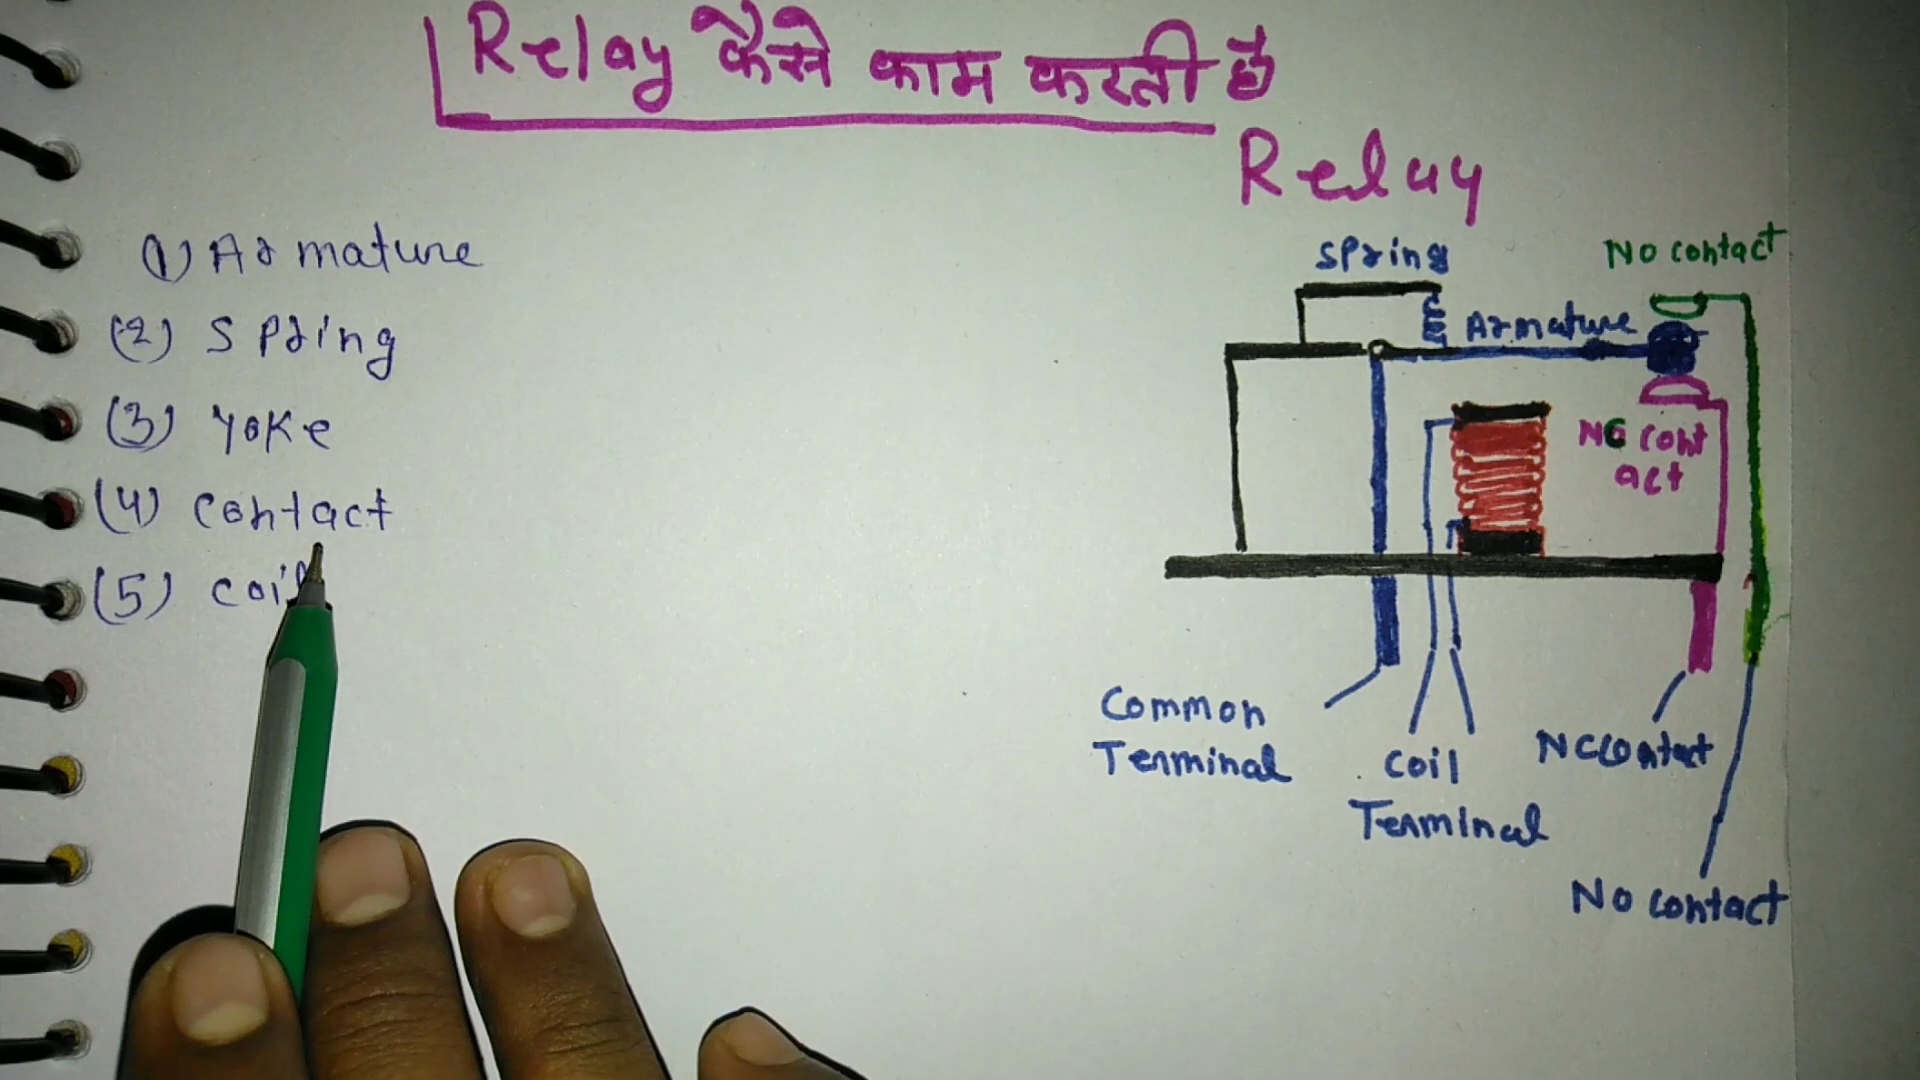 Relay कैसे काम करती है
Relay
(1) Armature
(2) Spring
(3) Yoke
(4) Contact
(5) Coil
Spring
No contact
Armature
NC cont
act
Common
Terminal
Coil
Terminal
NC contact
No contact